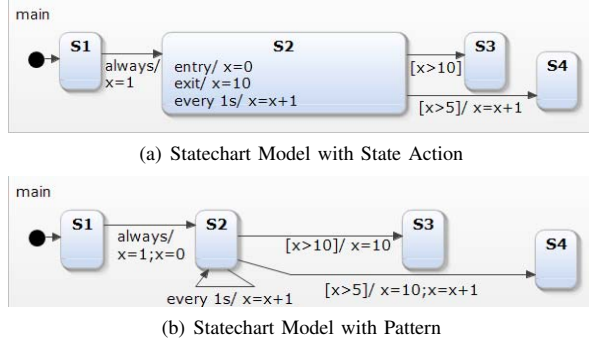 main
S1
always/
x=1
S2
entry/ x=0
exit/ x=10
every 1s/ x=x+1
[x>10]
S3
[x>5]/ x=x+1
S4
(a) Statechart Model with State Action
main
S1
always/
x=1;x=0
S2
every 1s/ x=x+1
[x>10]/ x=10
S3
[x>5]/ x=10;x=x+1
S4
(b) Statechart Model with Pattern